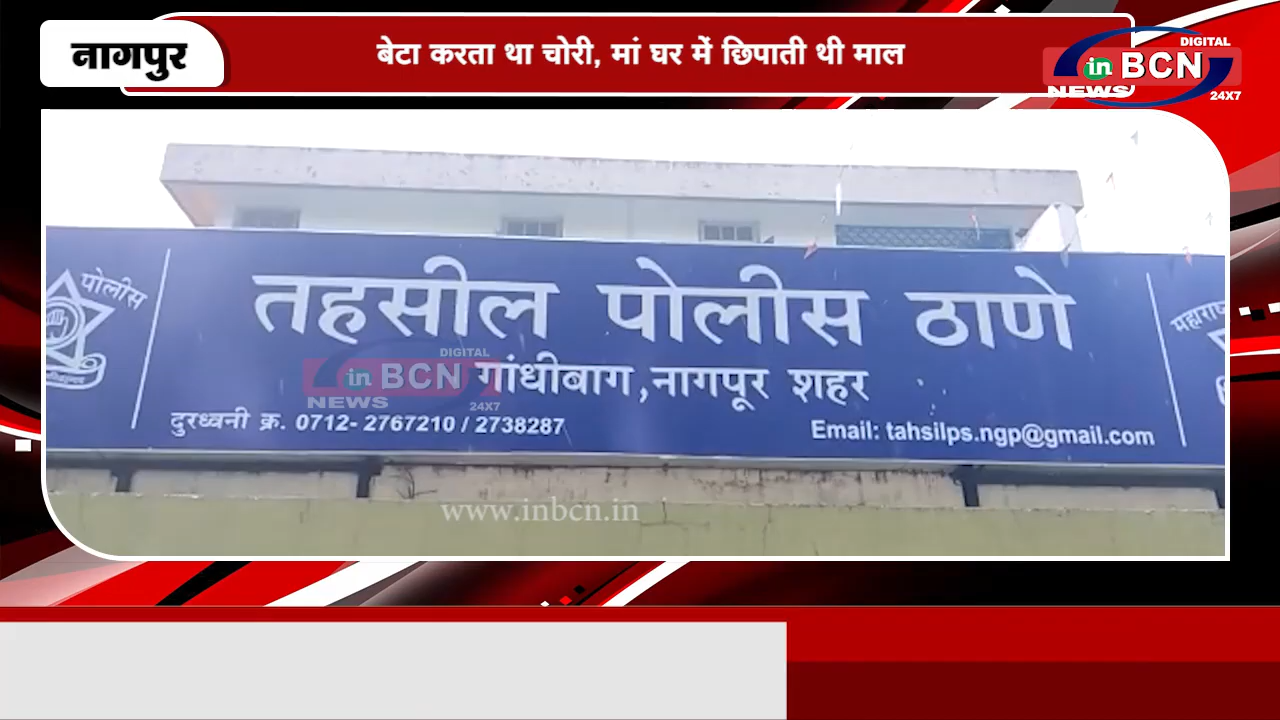 नागपुर
बेटा करता था चोरी, मां घर में छिपाती थी माल
DIGITAL
in BCN
NEWS
24X7
पोलीस
तहसील पोलीस ठाणे
DIGITAL
in BCN
NEWS
24X7
गांधीबाग,नागपूर शहर
दुरध्वनी क्र. 0712- 2767210 / 2738287
Email: tahsilps.ngp@gmail.com
www.inbcn.in